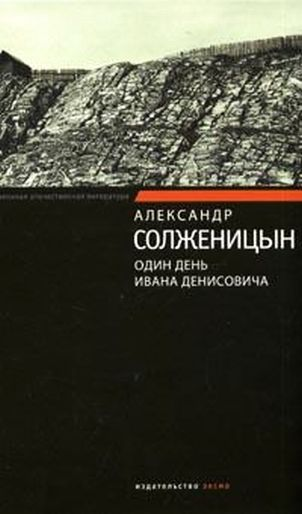 отечественная литература
АЛЕКСАНДР
СОЛЖЕНИЦЫН
ОДИН ДЕНЬ
ИВАНА ДЕНИСОВИЧА
ИЗДАТЕЛЬСТВО ЭКСМО